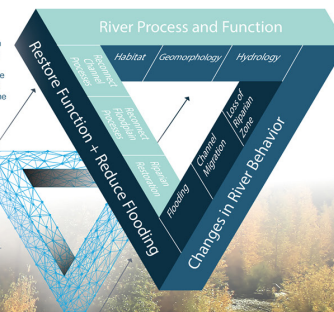 River Process and Function
Habitat
Geomorphology
Hydrology
Reconnect
Channel
Processes
Reconnect
Floodplain
Processes
Riparian
Restoration
Restore Function + Reduce Flooding
Flooding
Channel
Migration
Loss of
Riparian
Zone
Changes in River Behavior